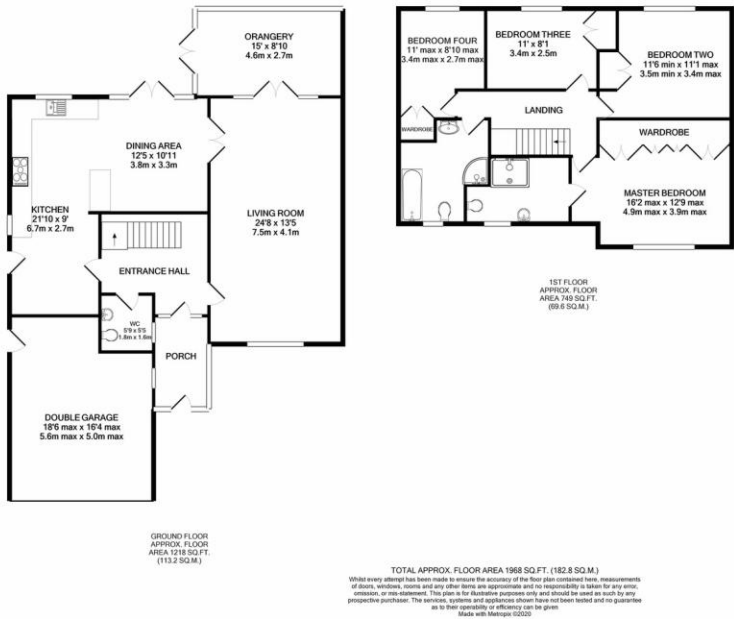 ORANGERY
15' x 8'10
4.6m x 2.7m
DINING AREA
12'5 x 10'11
3.8m x 3.3m
KITCHEN
21'10 x 9'
6.7m x 2.7m
LIVING ROOM
24'8 x 13'5
7.5m x 4.1m
ENTRANCE HALL
WC
5'9 x 5'5
1.8m x 1.6m
PORCH
DOUBLE GARAGE
18'6 max x 16'4 max
5.6m max x 5.0m max
GROUND FLOOR
APPROX. FLOOR
AREA 1218 SQ.FT.
(113.2 SQ.M.)
BEDROOM FOUR
11' max x 8'10 max
3.4m max x 2.7m max
BEDROOM THREE
11' x 8'1
3.4m x 2.5m
BEDROOM TWO
11'6 min x 11'1 max
3.5m min x 3.4m max
LANDING
WARDROBE
WARDROBE
MASTER BEDROOM
16'2 max x 12'9 max
4.9m max x 3.9m max
1ST FLOOR
APPROX. FLOOR
AREA 749 SQ.FT.
(69.6 SQ.M.)
TOTAL APPROX. FLOOR AREA 1968 SQ.FT. (182.8 SQ.M.)
Whilst every attempt has been made to ensure the accuracy of the floor plan contained here, measurements
of doors, windows, rooms and any other items are approximate and no responsibility is taken for any error,
omission, or mis-statement. This plan is for illustrative purposes only and should be used as such by any
prospective purchaser. The services, systems and appliances shown have not been tested and no guarantee
as to their operability or efficiency can be given
Made with Metropix ©2020